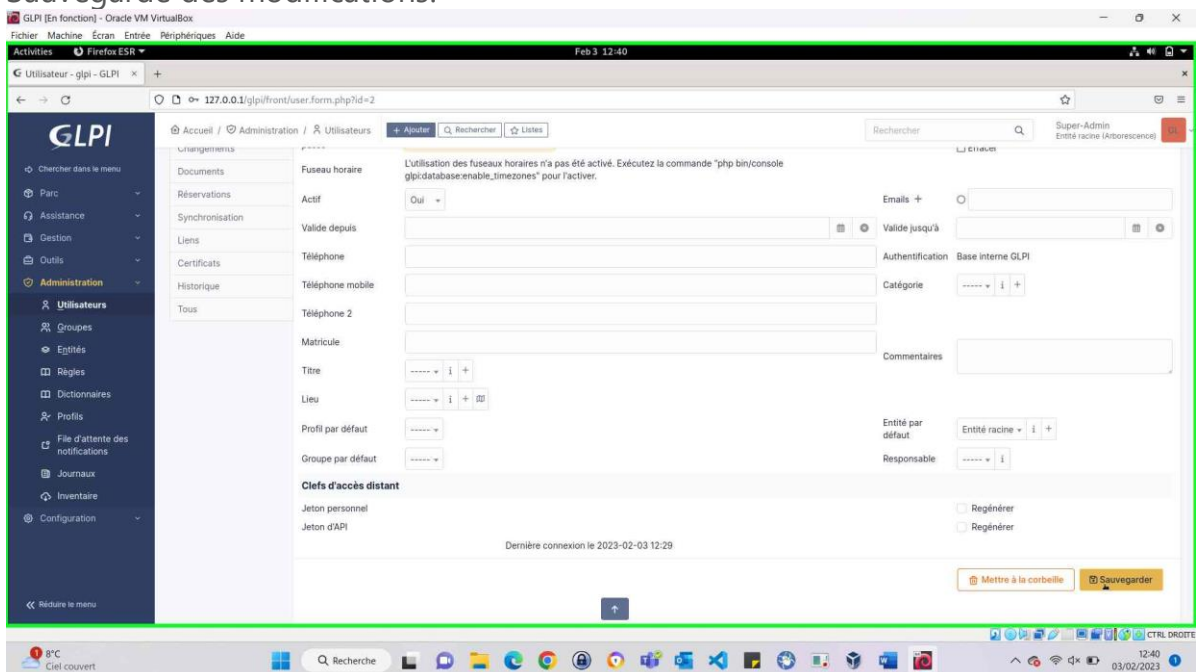 Sauvegarde des modifications.
GLPI [En fonction] - Oracle VM VirtualBox
Fichier Machine Écran Entrée Périphériques Aide
Activities Firefox ESR Feb 3 12:40
Utilisateur - glpi - GLPI × +
127.0.0.1/glpi/front/user.form.php?id=2
GLPI
Accueil / Administration / Utilisateurs + Ajouter Rechercher Listes Rechercher Super-Admin
Entité racine (Arborescence) GL
Chercher dans le menu
Parc
Assistance
Gestion
Outils
Administration
Utilisateurs
Groupes
Entités
Règles
Dictionnaires
Profils
File d'attente des
notifications
Journaux
Inventaire
Configuration
Réduire le menu
Changements
Documents
Réservations
Synchronisation
Liens
Certificats
Historique
Tous
Effacer
Fuseau horaire L'utilisation des fuseaux horaires n'a pas été activé. Exécutez la commande "php bin/console
glpi:database:enable_timezones" pour l'activer.
Actif Oui Emails +
Valide depuis Valide jusqu'à
Téléphone Authentification Base interne GLPI
Téléphone mobile Catégorie ----- i +
Téléphone 2
Matricule
Commentaires
Titre ----- i +
Lieu ----- i +
Profil par défaut ----- Entité par
défaut Entité racine i +
Groupe par défaut ----- Responsable ----- i
Clefs d'accès distant
Jeton personnel Regénérer
Jeton d'API Regénérer
Dernière connexion le 2023-02-03 12:29
Mettre à la corbeille Sauvegarder
CTRL DROITE
1 8°C
Ciel couvert
Recherche
12:40
03/02/2023